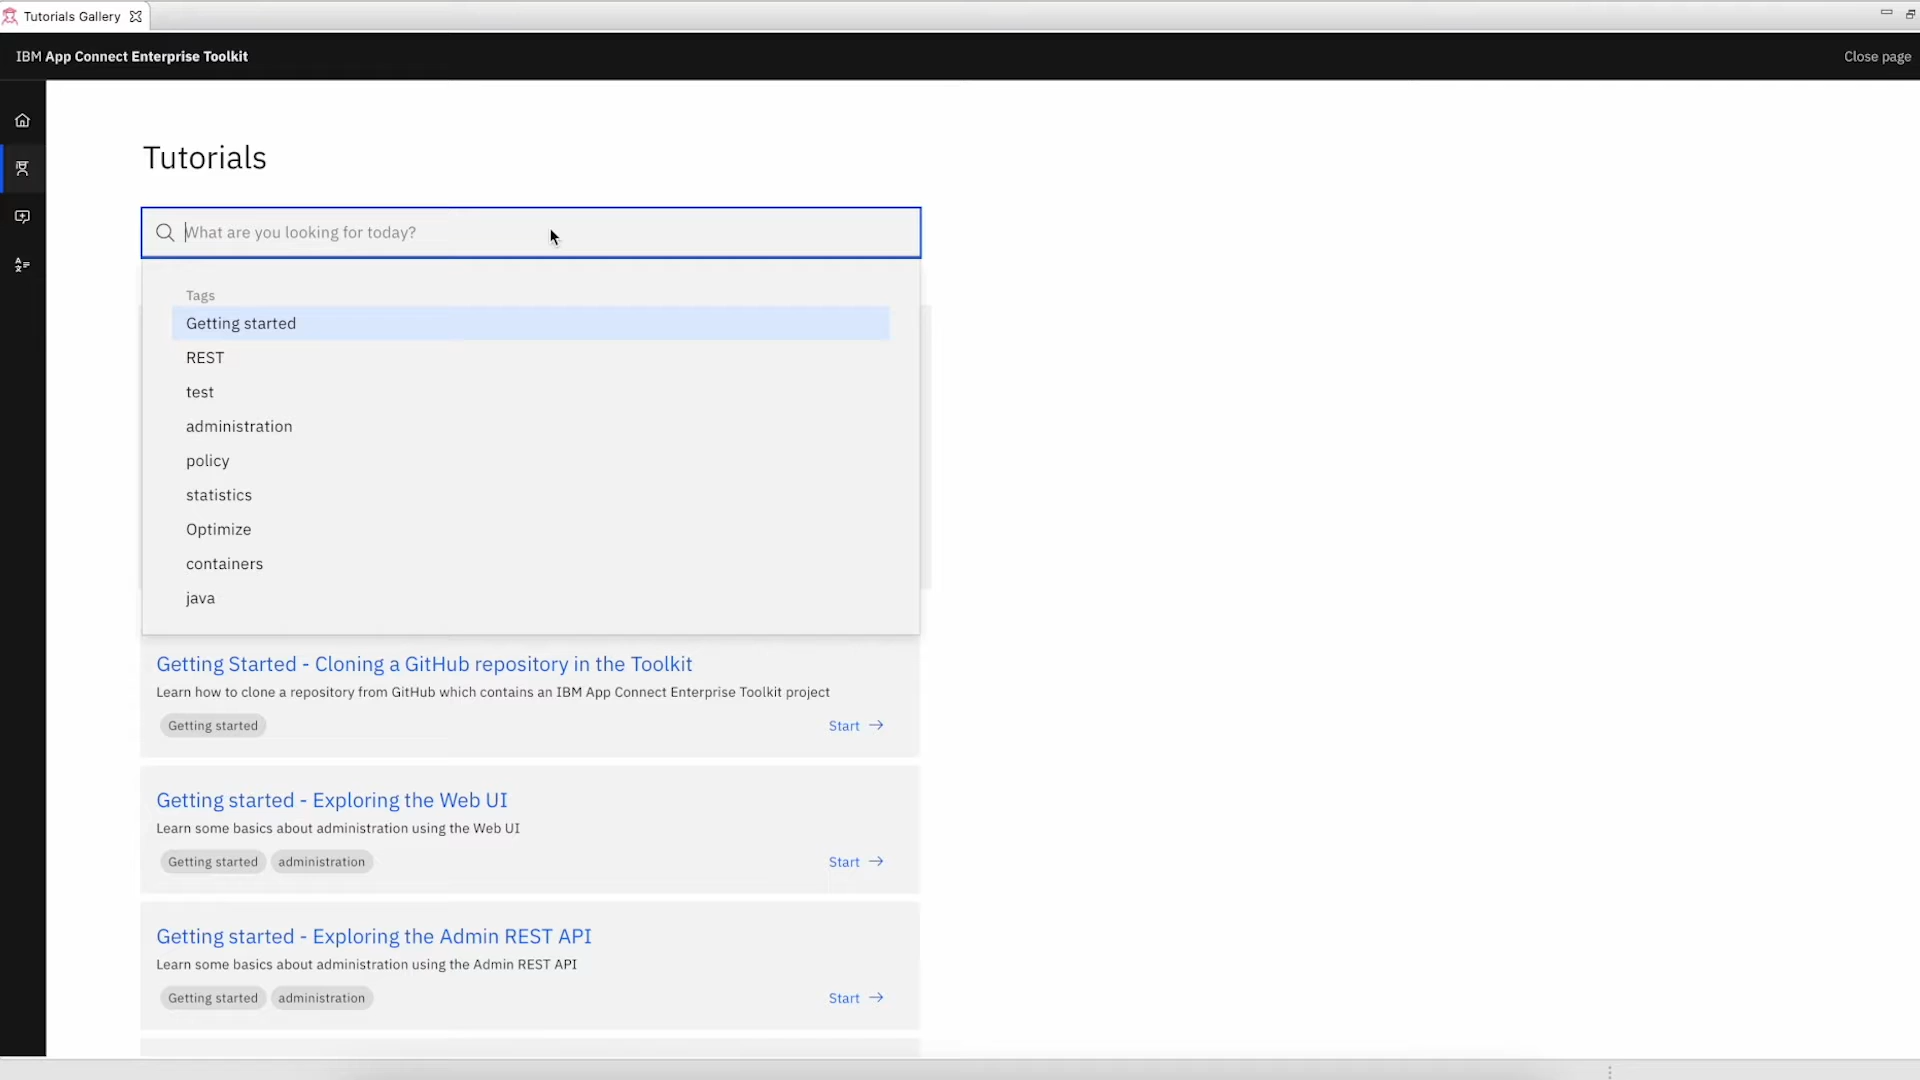 Tutorials Gallery
IBM App Connect Enterprise Toolkit
Close page
Tutorials
What are you looking for today?
Tags
Getting started
REST
test
administration
policy
statistics
Optimize
containers
java
Getting Started - Cloning a GitHub repository in the Toolkit
Learn how to clone a repository from GitHub which contains an IBM App Connect Enterprise Toolkit project
Getting started
Start
Getting started - Exploring the Web UI
Learn some basics about administration using the Web UI
Getting started administration
Start
Getting started - Exploring the Admin REST API
Learn some basics about administration using the Admin REST API
Getting started administration
Start